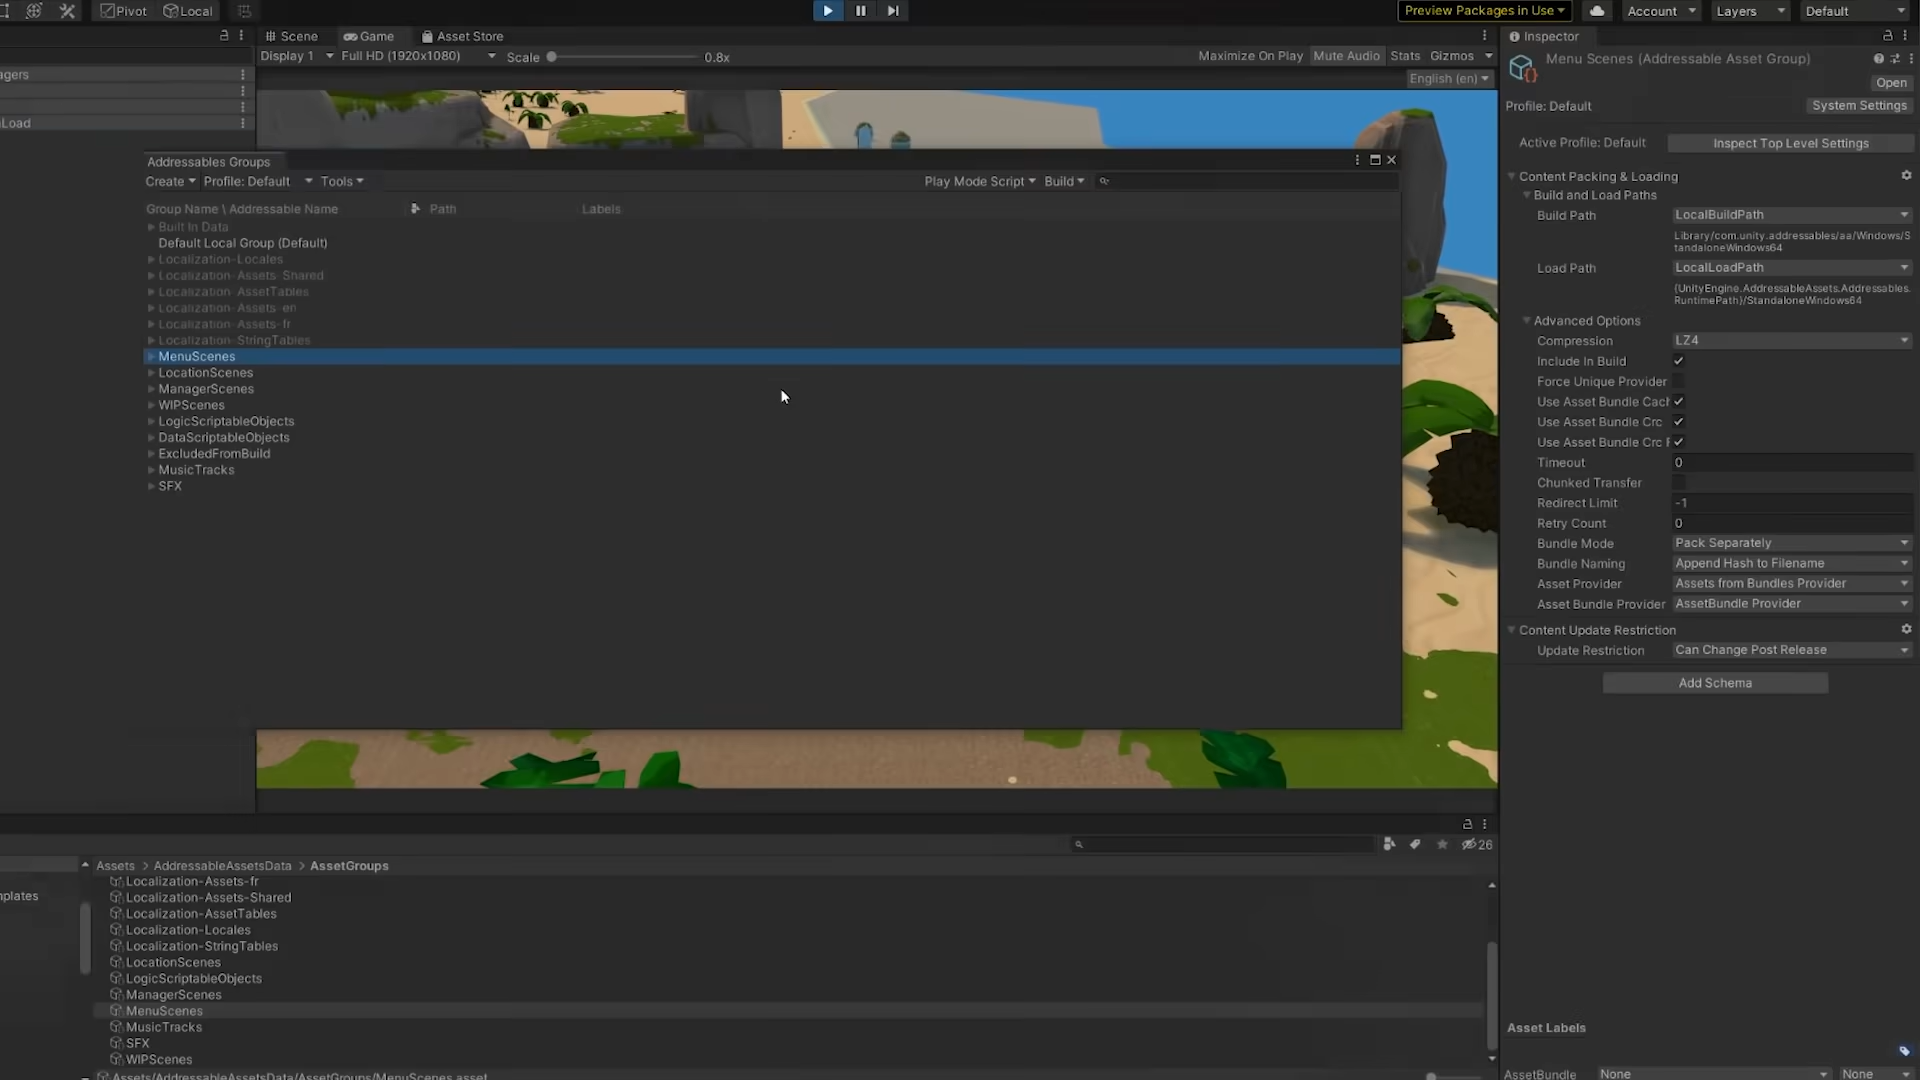 Pivot Local
Preview Packages in Use Account Layers Default
Scene Game Asset Store
Display 1 Full HD (1920x1080) Scale 0.8x Maximize On Play Mute Audio Stats Gizmos
English (en)
agers
Load
Addressables Groups
Create Profile: Default Tools Play Mode Script Build
Group Name \ Addressable Name Path Labels
Built In Data
Default Local Group (Default)
Localization-Locales
Localization-Assets-Shared
Localization-AssetTables
Localization-Assets-en
Localization-Assets-fr
Localization-StringTables
MenuScenes
LocationScenes
ManagerScenes
WIPScenes
LogicScriptableObjects
DataScriptableObjects
ExcludedFromBuild
MusicTracks
SFX
Inspector
Menu Scenes (Addressable Asset Group)
Open
Profile: Default System Settings
Active Profile: Default Inspect Top Level Settings
Content Packing & Loading
Build and Load Paths
Build Path LocalBuildPath
Library/com.unity.addressables/aa/Windows/S
tandaloneWindows64
Load Path LocalLoadPath
{UnityEngine.AddressableAssets.Addressables.
RuntimePath}/StandaloneWindows64
Advanced Options
Compression LZ4
Include In Build
Force Unique Provider
Use Asset Bundle Cach
Use Asset Bundle Crc
Use Asset Bundle Crc F
Timeout 0
Chunked Transfer
Redirect Limit -1
Retry Count 0
Bundle Mode Pack Separately
Bundle Naming Append Hash to Filename
Asset Provider Assets from Bundles Provider
Asset Bundle Provider AssetBundle Provider
Content Update Restriction
Update Restriction Can Change Post Release
Add Schema
26
Assets > AddressableAssetsData > AssetGroups
mplates
Localization-Assets-fr
Localization-Assets-Shared
Localization-AssetTables
Localization-Locales
Localization-StringTables
LocationScenes
LogicScriptableObjects
ManagerScenes
MenuScenes
MusicTracks
SFX
WIPScenes
Assets/AddressableAssetsData/AssetGroups/MenuScenes.asset
Asset Labels
AssetBundle None None